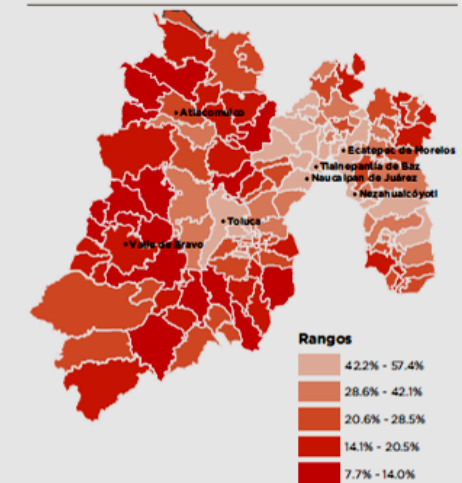 Atlacomulco
Ecatepec de Morelos
Tlalnepantla de Baz
Naucalpan de Juárez
Nezahualcóyotl
Toluca
Valle de Bravo
Rangos
42.2% - 57.4%
28.6% - 42.1%
20.6% - 28.5%
14.1% - 20.5%
7.7% - 14.0%